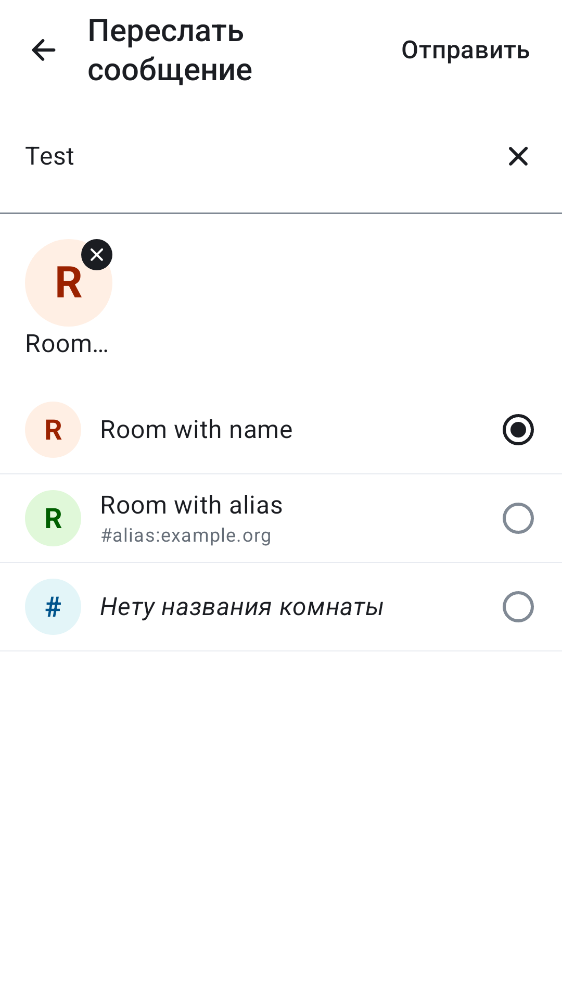 Переслать
сообщение
Отправить
Test
R
Room…
R
Room with name
R
Room with alias
#alias:example.org
#
Нету названия комнаты